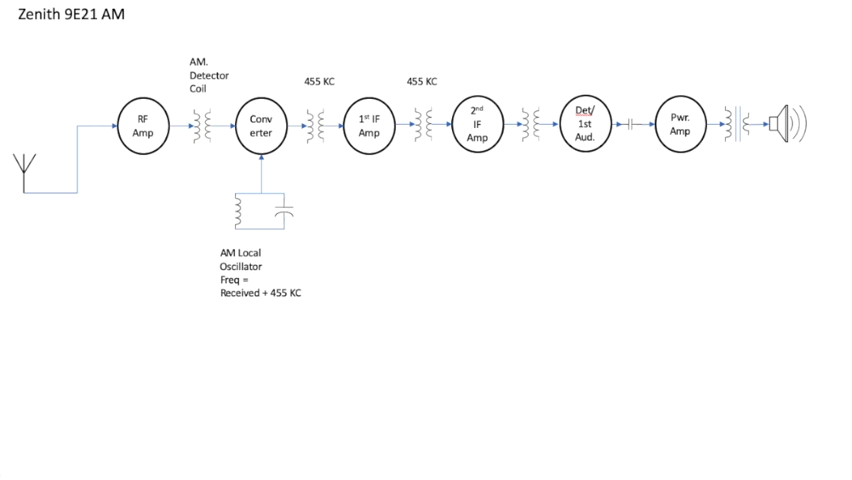 Zenith 9E21 AM
AM.
Detector
Coil
455 KC
455 KC
RF
Amp
Conv
erter
1st IF
Amp
2nd
IF
Amp
Det/
1st
Aud.
Pwr.
Amp
AM Local
Oscillator
Freq =
Received + 455 KC